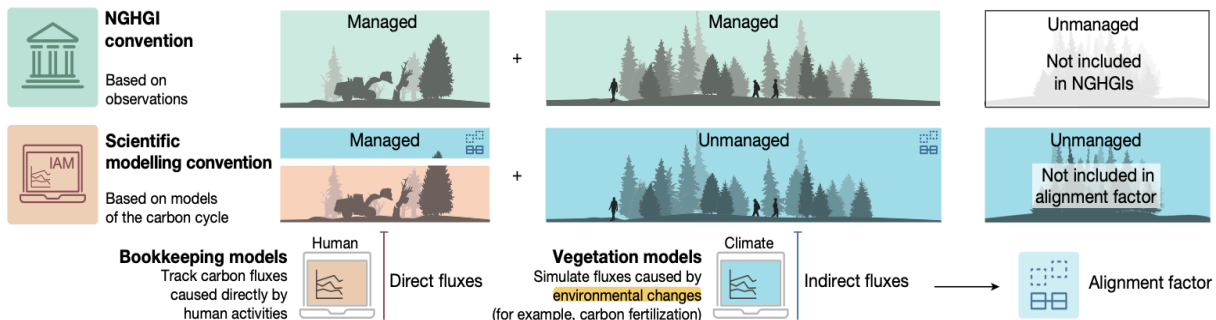 NGHGI
convention
Based on
observations
Managed
+
Managed
Unmanaged
Not included
in NGHGIs
IAM
Scientific
modelling convention
Based on models
of the carbon cycle
Managed
+
Unmanaged
Unmanaged
Not included in
alignment factor
Bookkeeping models
Track carbon fluxes
caused directly by
human activities
Human
Direct fluxes
Vegetation models
Simulate fluxes caused by
environmental changes
(for example, carbon fertilization)
Climate
Indirect fluxes
Alignment factor